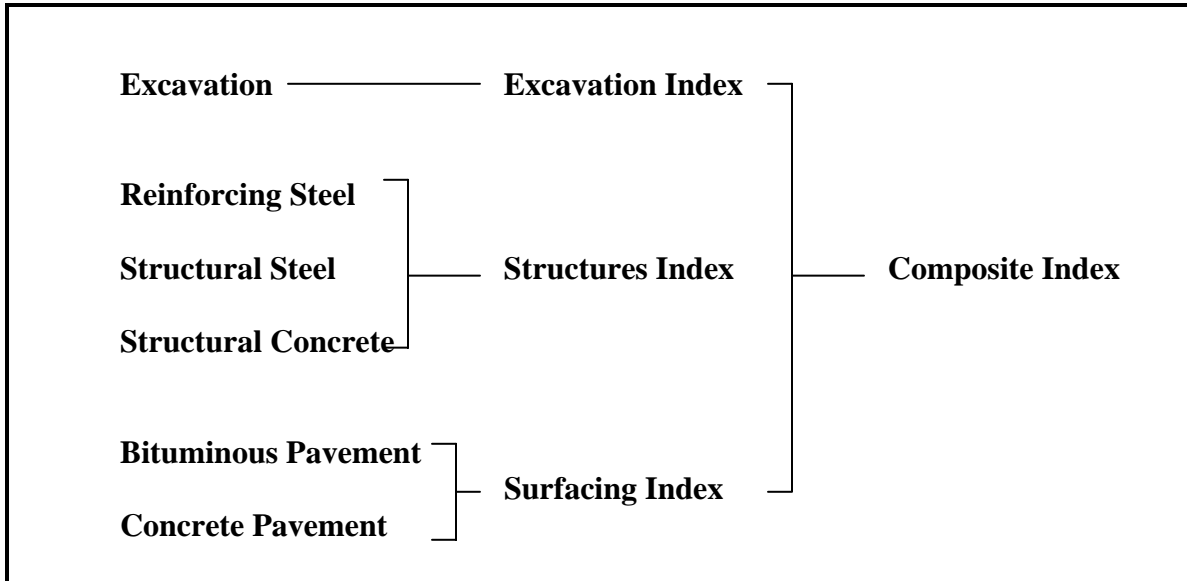 Excavation
Excavation Index
Reinforcing Steel
Structural Steel
Structures Index
Composite Index
Structural Concrete
Bituminous Pavement
Surfacing Index
Concrete Pavement